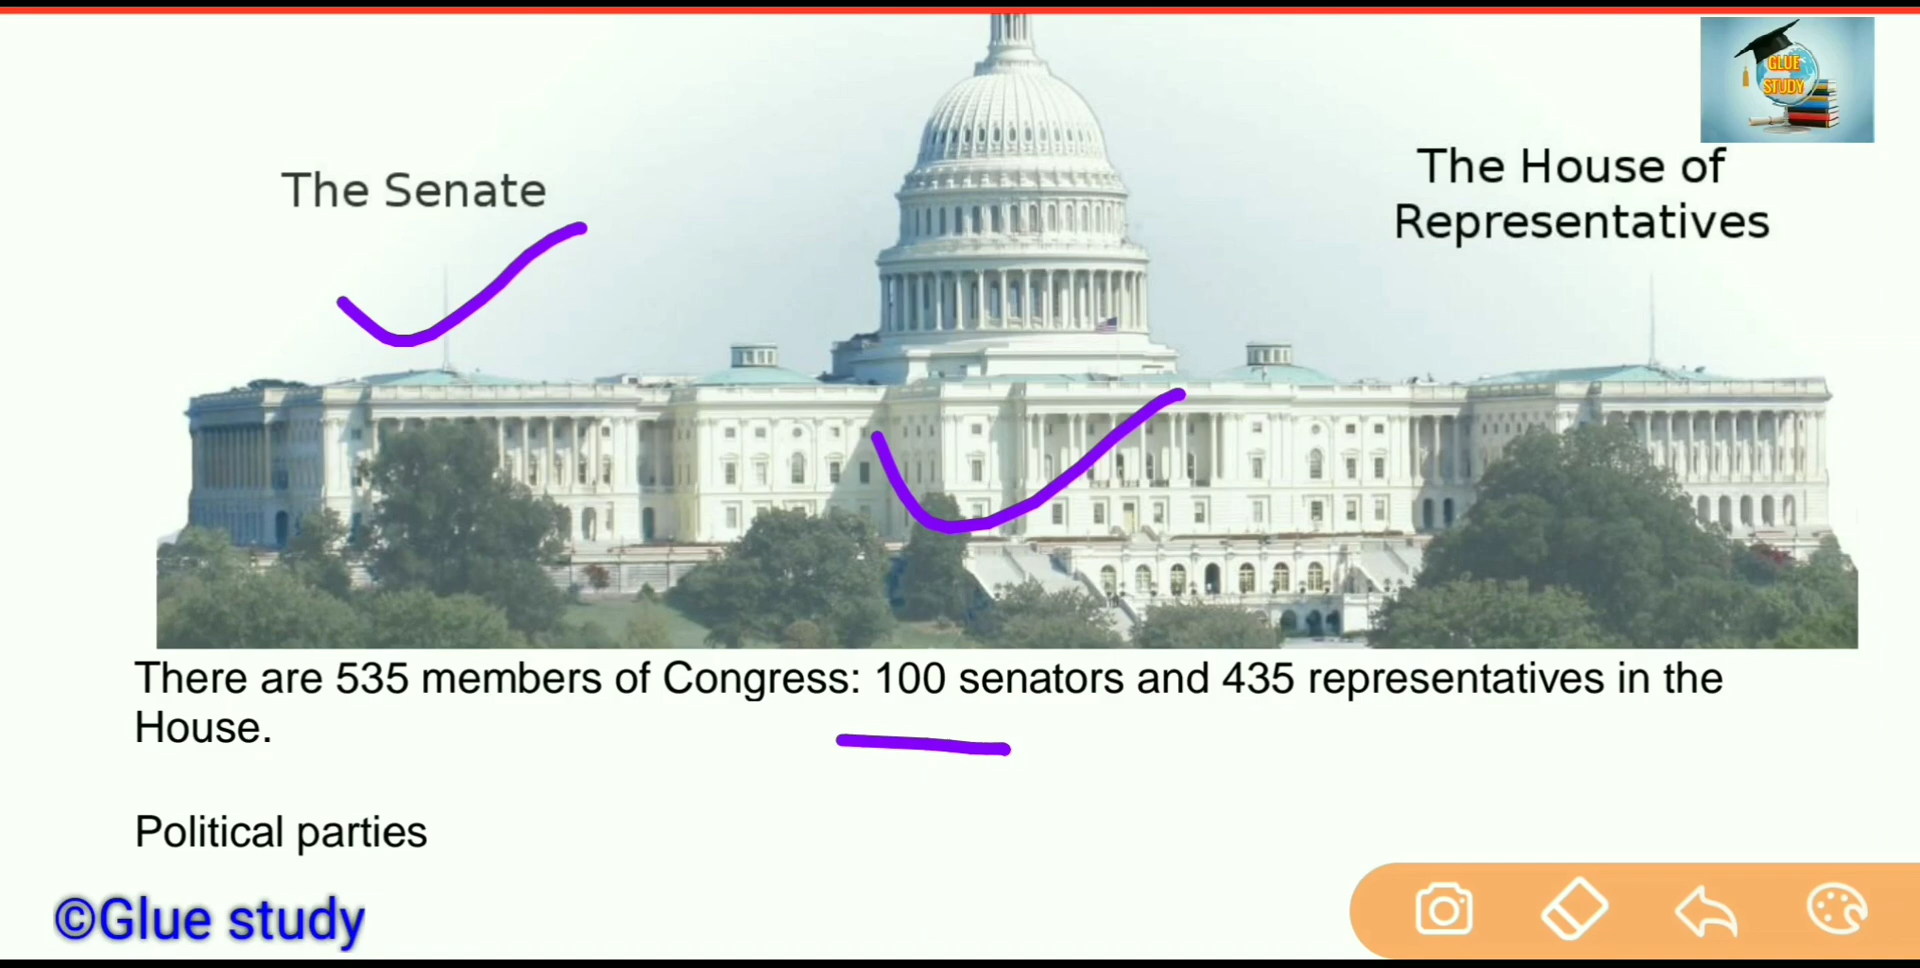 GLUE
STUDY
The Senate
The House of
Representatives
There are 535 members of Congress: 100 senators and 435 representatives in the
House.
Political parties
©Glue study